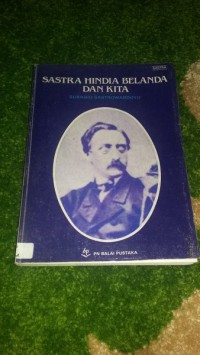 SASTRA HINDIA BELANDA
DAN KITA
PN BALAI PUSTAKA